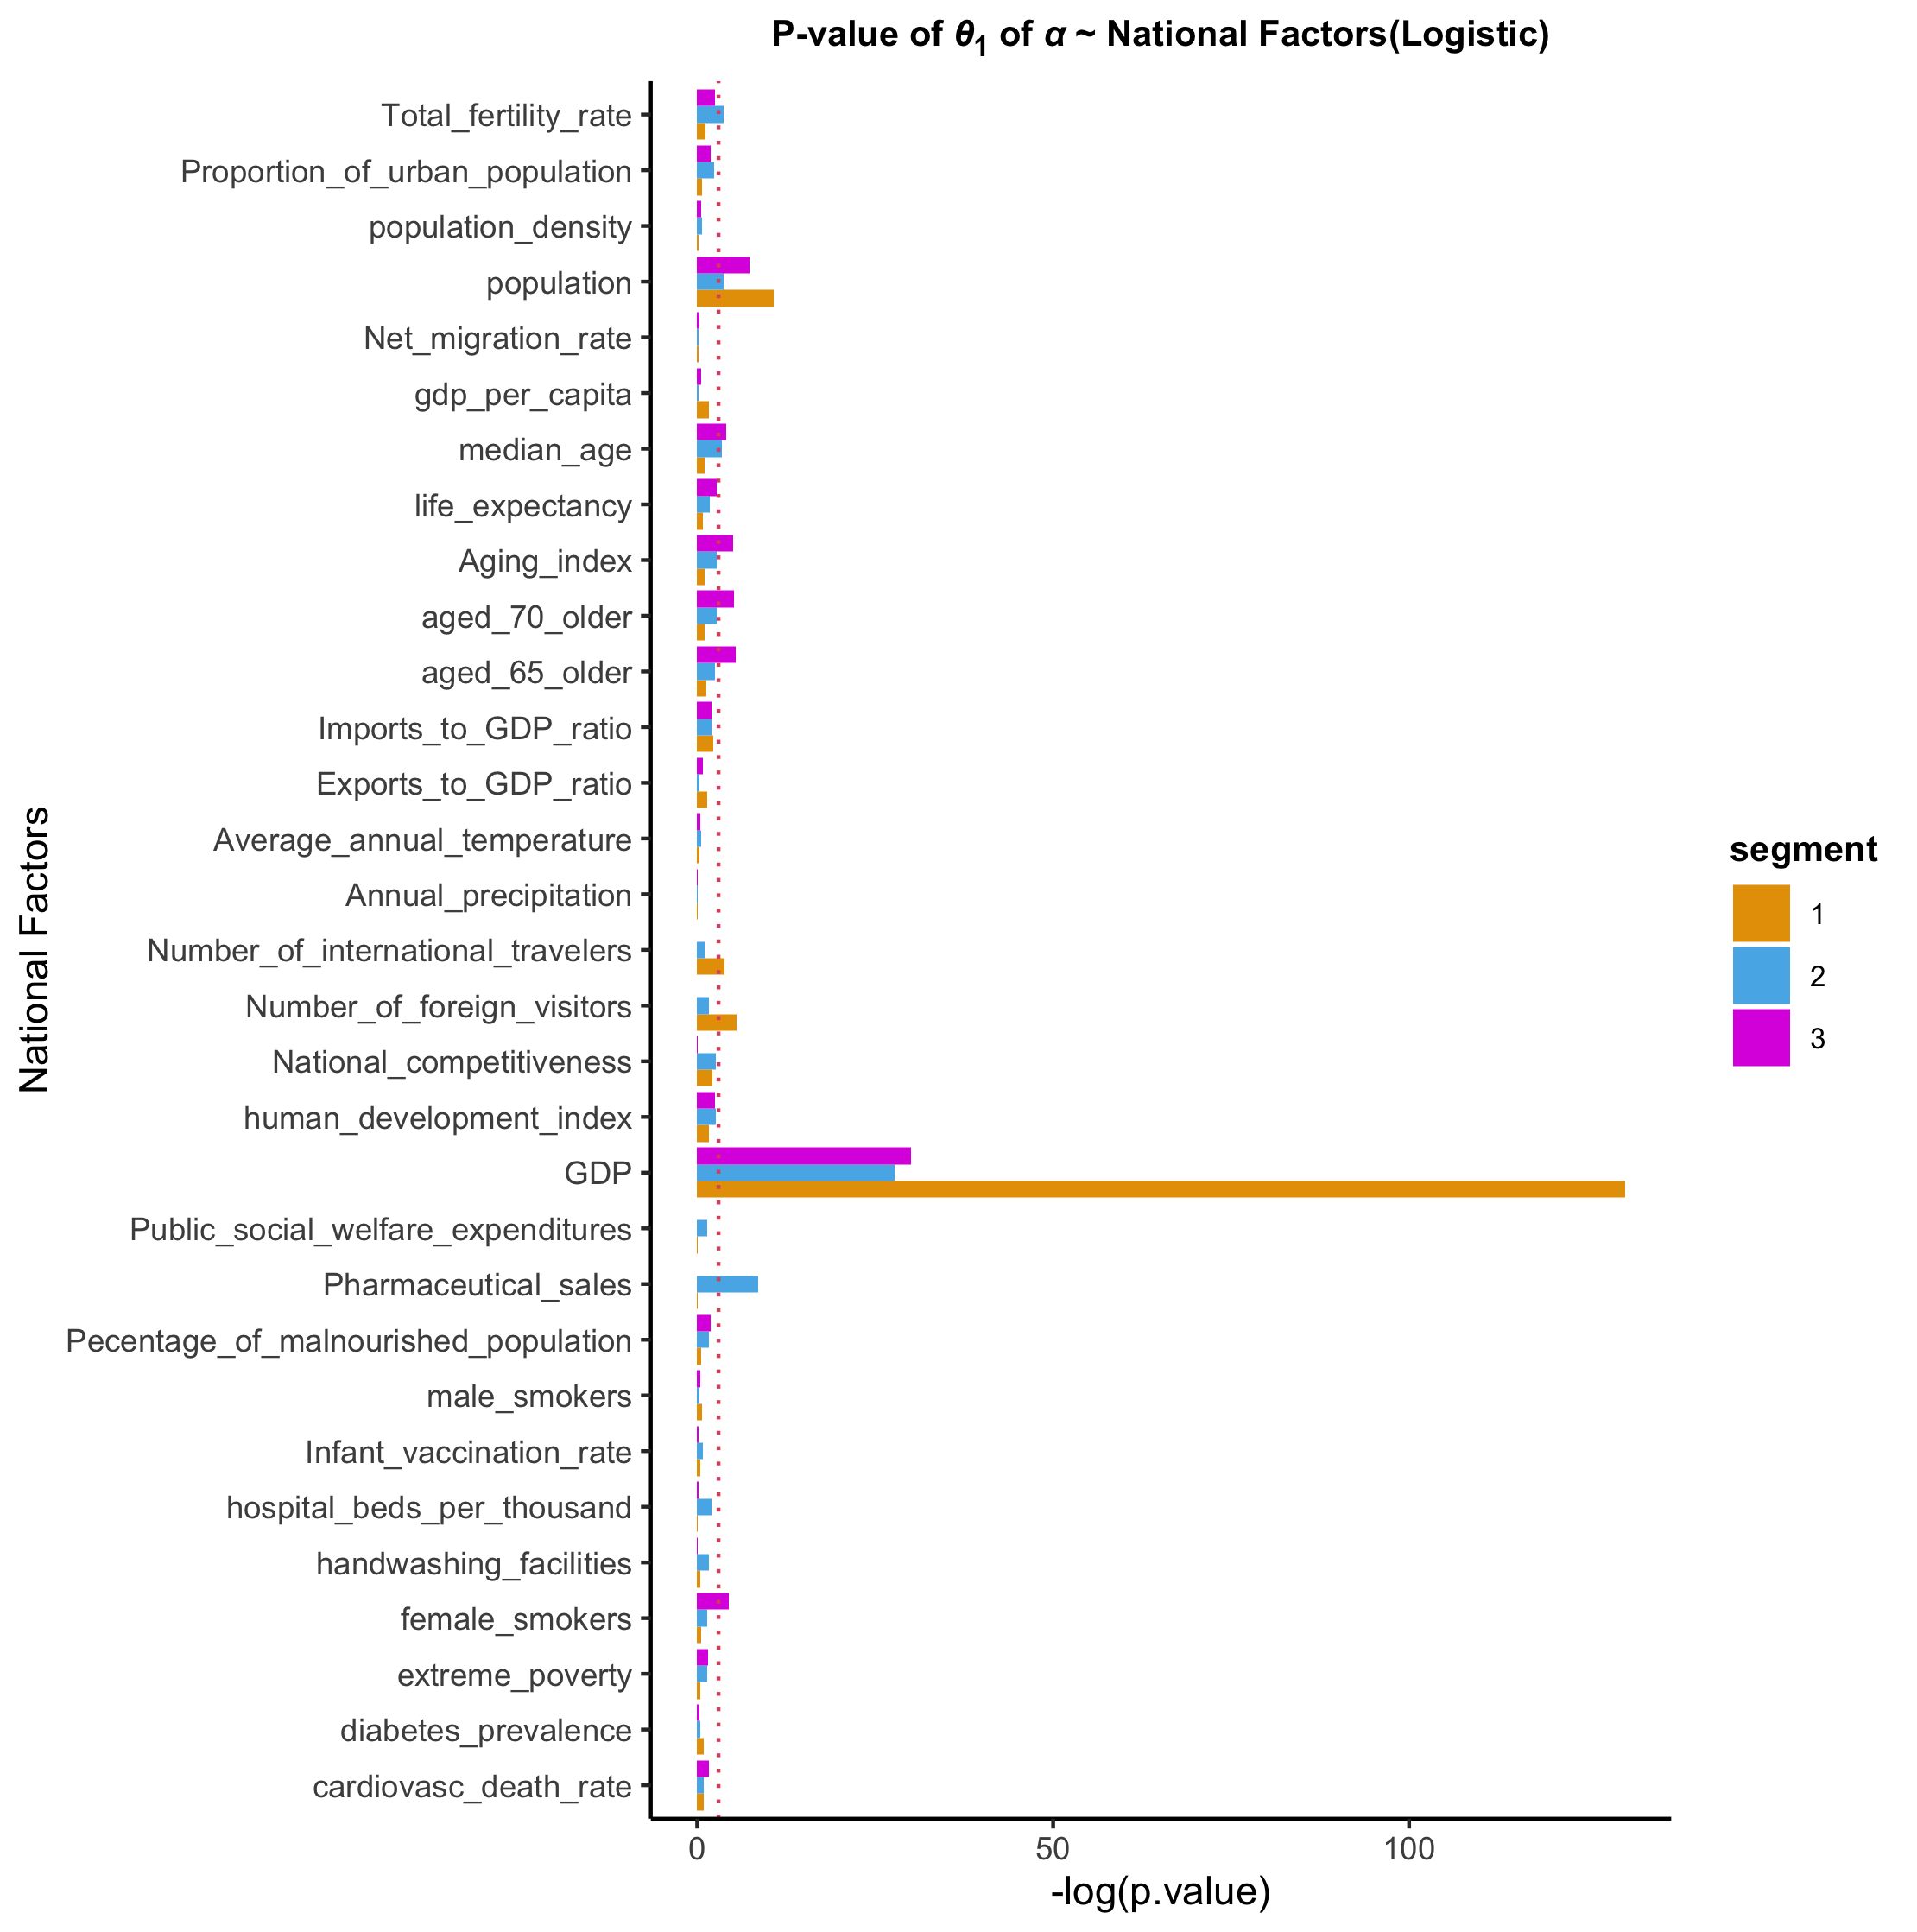 P-value of θ1 of α ~ National Factors(Logistic)
Total_fertility_rate
Proportion_of_urban_population
population_density
population
Net_migration_rate
gdp_per_capita
median_age
life_expectancy
Aging_index
aged_70_older
aged_65_older
Imports_to_GDP_ratio
Exports_to_GDP_ratio
Average_annual_temperature
Annual_precipitation
Number_of_international_travelers
Number_of_foreign_visitors
National_competitiveness
human_development_index
GDP
Public_social_welfare_expenditures
Pharmaceutical_sales
Pecentage_of_malnourished_population
male_smokers
Infant_vaccination_rate
hospital_beds_per_thousand
handwashing_facilities
female_smokers
extreme_poverty
diabetes_prevalence
cardiovasc_death_rate
National Factors
0 50 100
-log(p.value)
segment
1
2
3